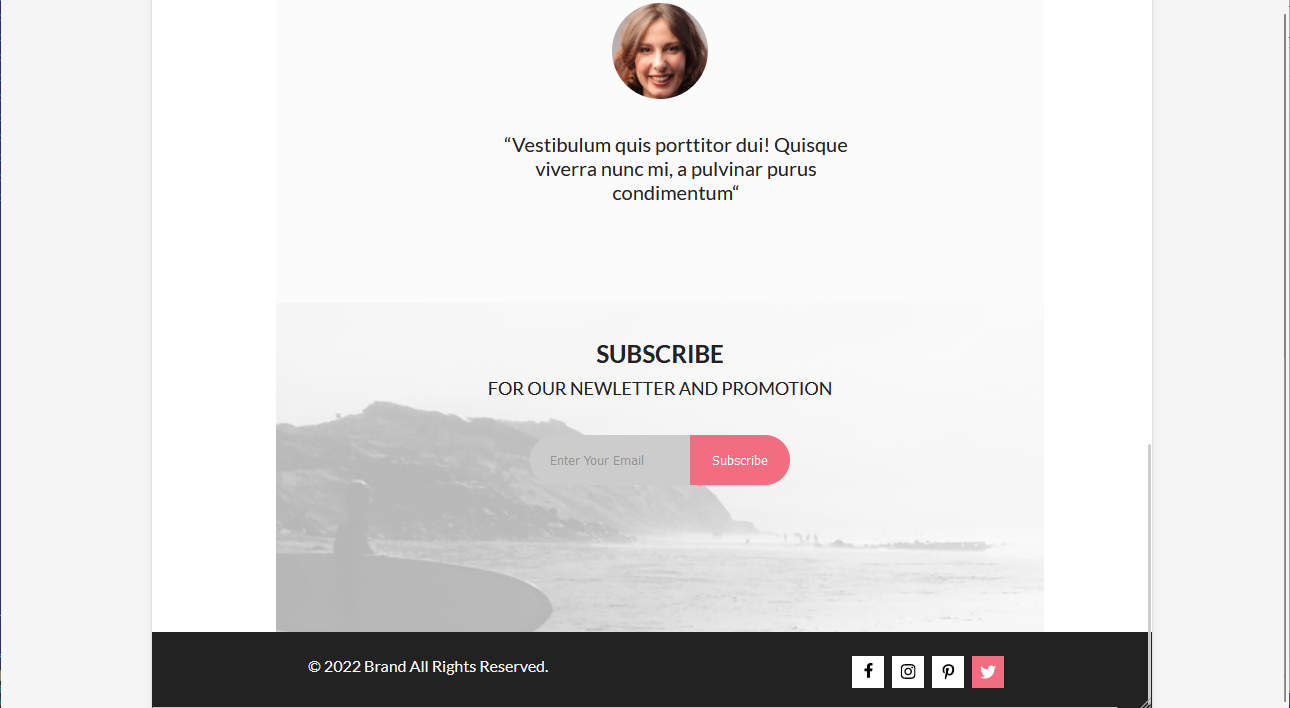 “Vestibulum quis porttitor dui! Quisque
viverra nunc mi, a pulvinar purus
condimentum“
SUBSCRIBE
FOR OUR NEWLETTER AND PROMOTION
Enter Your Email
Subscribe
© 2022 Brand All Rights Reserved.